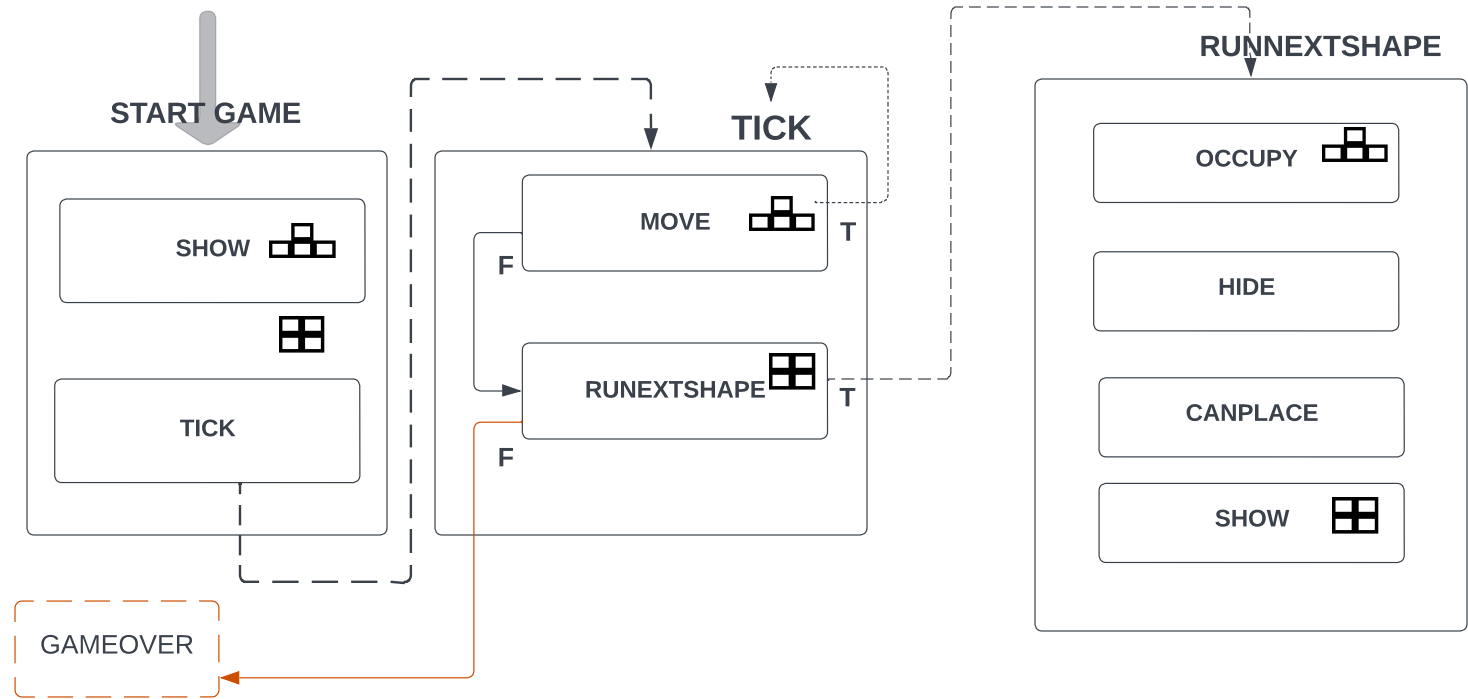 START GAME
SHOW
TICK
TICK
MOVE
T
F
RUNEXTSHAPE
T
F
GAMEOVER
RUNNEXTSHAPE
OCCUPY
HIDE
CANPLACE
SHOW